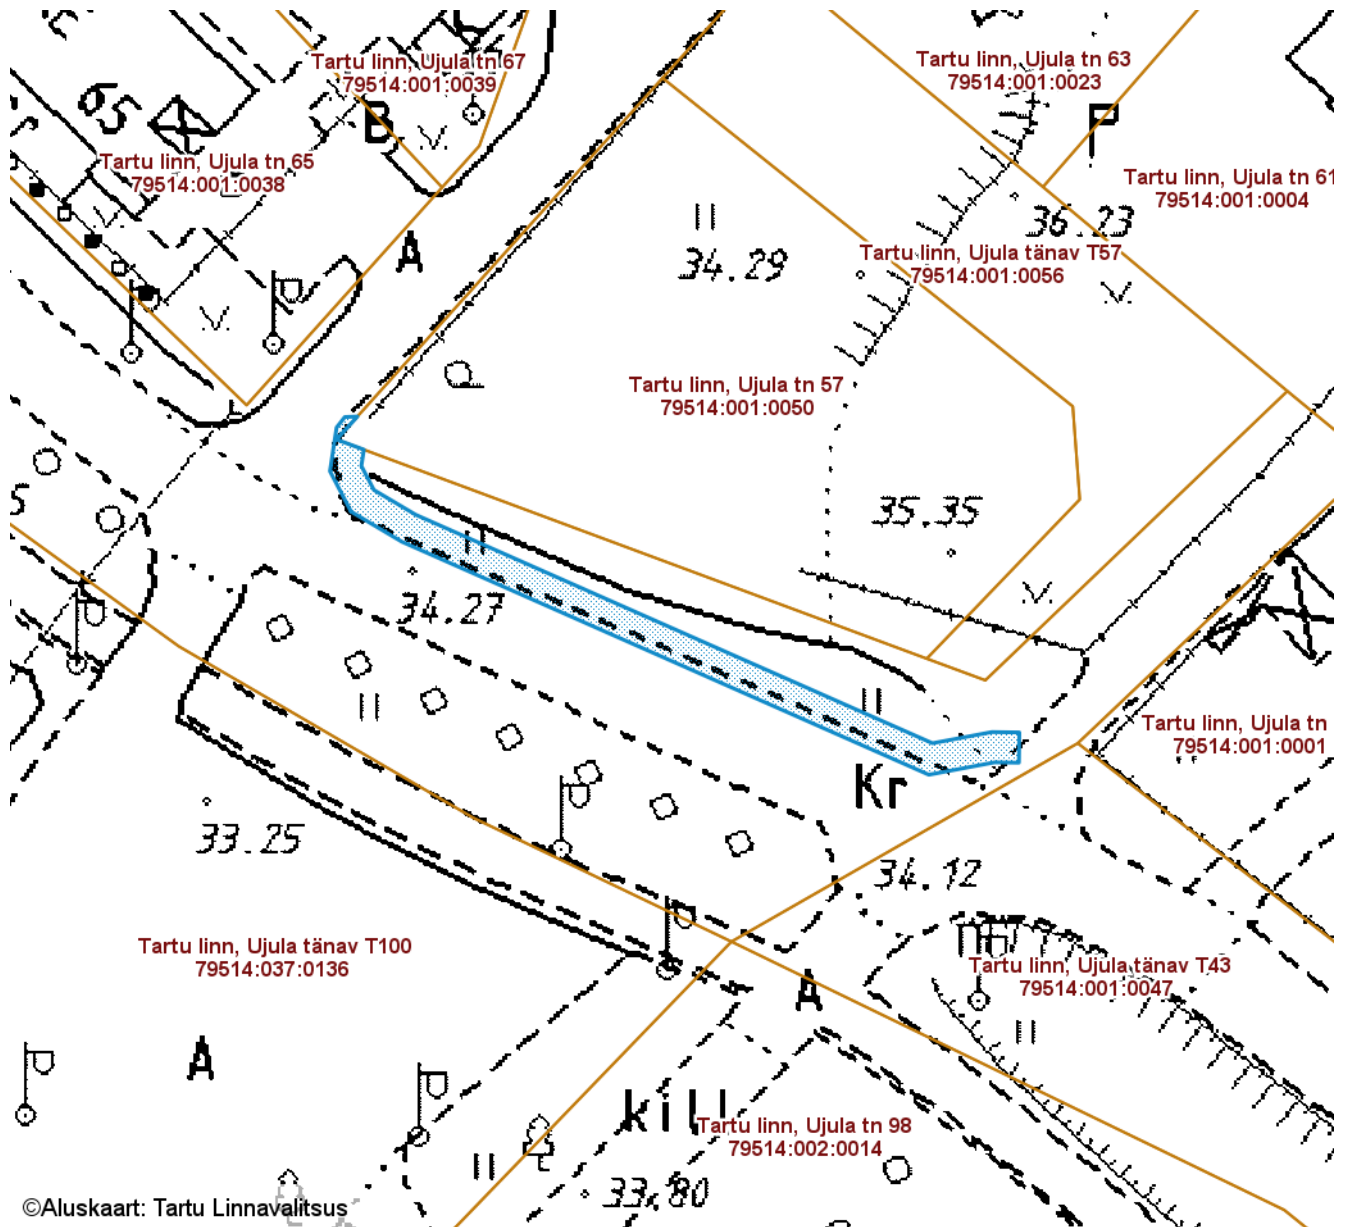 Tartu linn, Ujula tn 67
79514:001:0039
Tartu linn, Ujula tn 63
79514:001:0023
65
B
Tartu linn, Ujula tn 65
79514:001:0038
Tartu linn, Ujula tn 61
79514:001:0004
36.23
A
34.29
Tartu linn, Ujula tänav T57
79514:001:0056
Tartu linn, Ujula tn 57
79514:001:0050
5
35.35
34.27
Tartu linn, Ujula tn
79514:001:0001
Kr
33.25
34.12
Tartu linn, Ujula tänav T100
79514:037:0136
Tartu linn, Ujula tänav T43
79514:001:0047
A
A
kill
Tartu linn, Ujula tn 98
79514:002:0014
33.80
©Aluskaart: Tartu Linnavalitsus